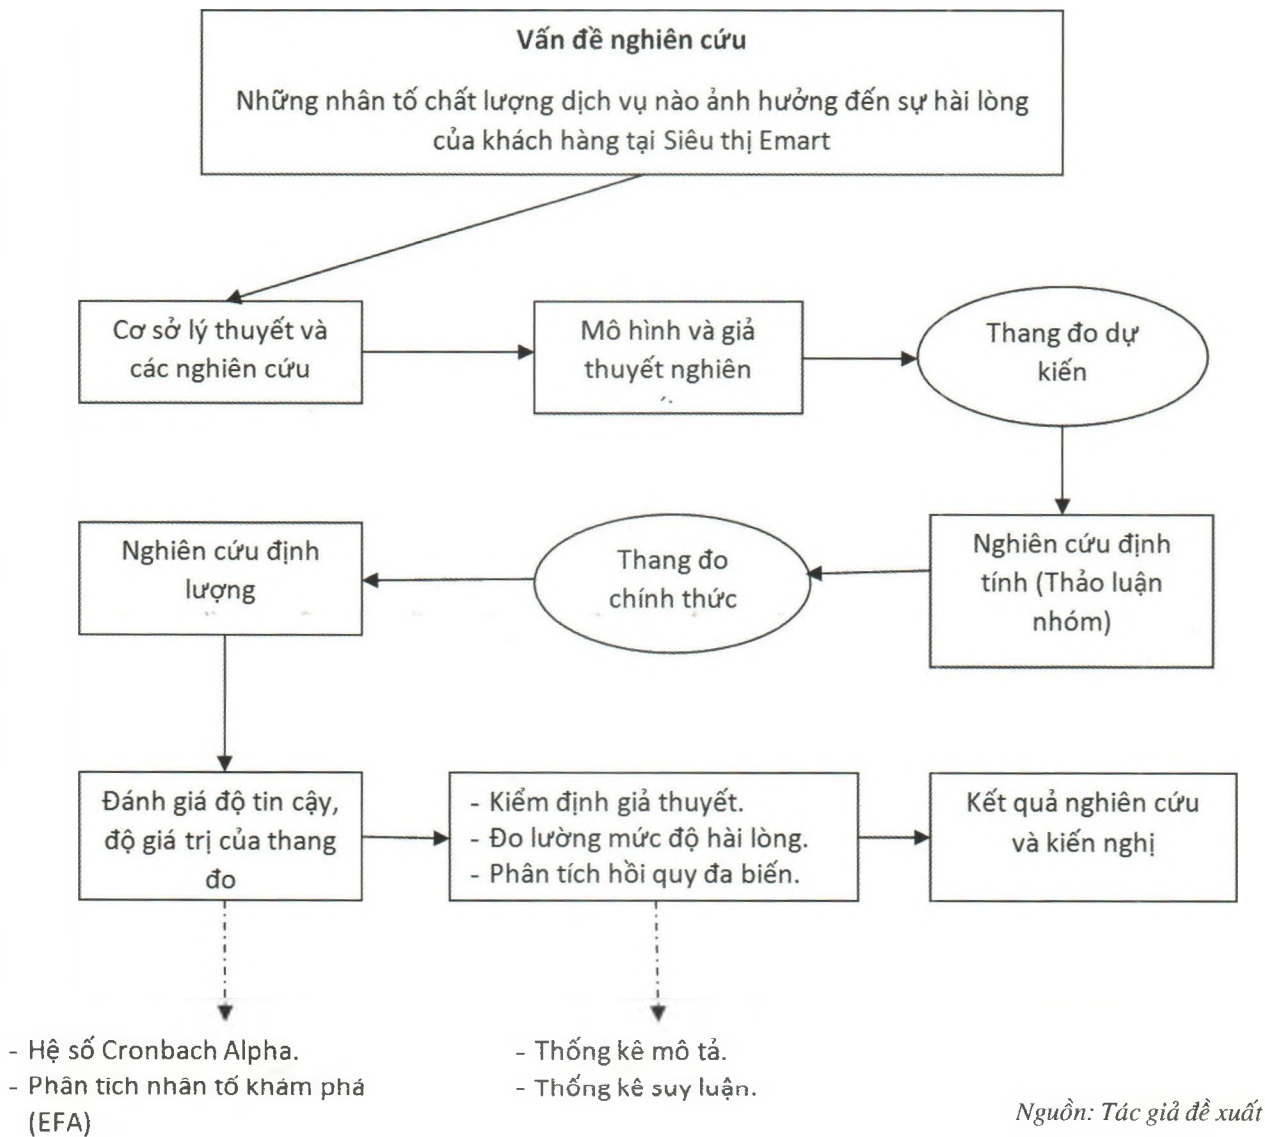 Vấn đề nghiên cứu
Những nhân tố chất lượng dịch vụ nào ảnh hưởng đến sự hài lòng
của khách hàng tại Siêu thị Emart
Cơ sở lý thuyết và
các nghiên cứu
Mô hình và giả
thuyết nghiên
Thang đo dự
kiến
Nghiên cứu định
tính (Thảo luận
nhóm)
Thang đo
chính thức
Nghiên cứu định
lượng
Đánh giá độ tin cậy,
độ giá trị của thang
đo
- Kiểm định giả thuyết.
- Đo lường mức độ hài lòng.
- Phân tích hồi quy đa biến.
Kết quả nghiên cứu
và kiến nghị
- Hệ số Cronbach Alpha.
- Phân tích nhân tố khám phá
(EFA)
- Thống kê mô tả.
- Thống kê suy luận.
Nguồn: Tác giả đề xuất